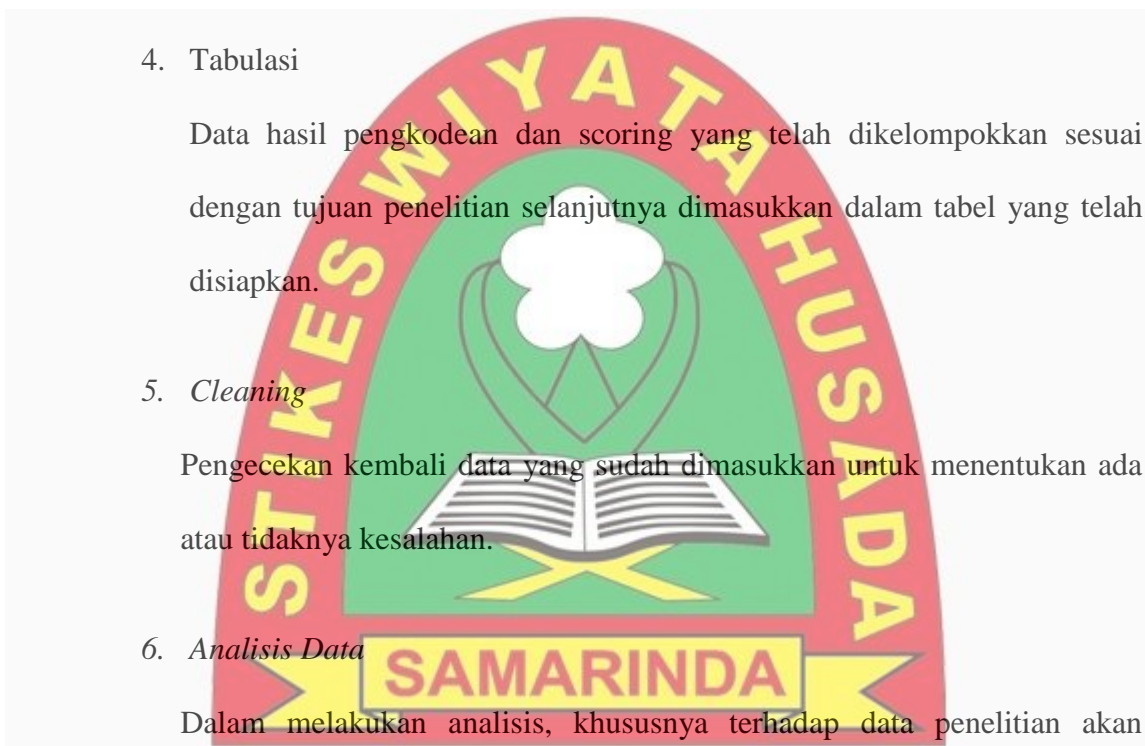 4. Tabulasi
Data hasil pengkodean dan scoring yang telah dikelompokkan sesuai
dengan tujuan penelitian selanjutnya dimasukkan dalam tabel yang telah
disiapkan.
5. Cleaning
Pengecekan kembali data yang sudah dimasukkan untuk menentukan ada
atau tidaknya kesalahan.
6. Analisis Data
Dalam melakukan analisis, khususnya terhadap data penelitian akan
STIKES WIYATA HUSADA
SAMARINDA